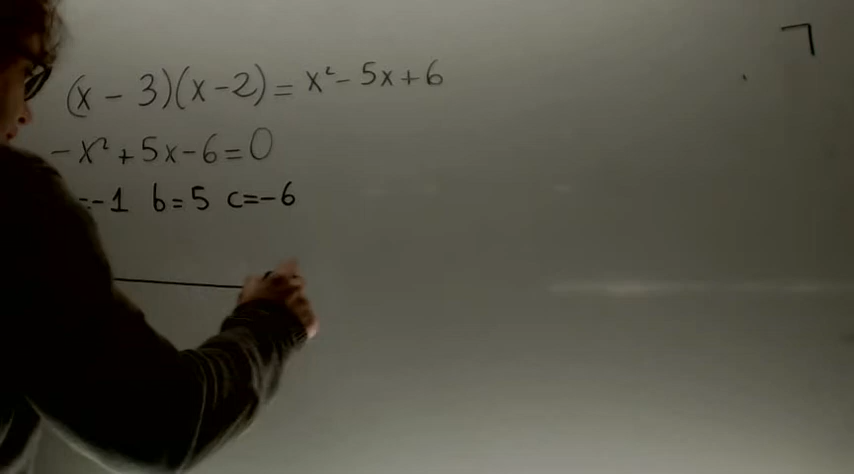 (x - 3)(x - 2) = x² - 5x + 6
- x² + 5x - 6 = 0
= -1 b = 5 c = -6